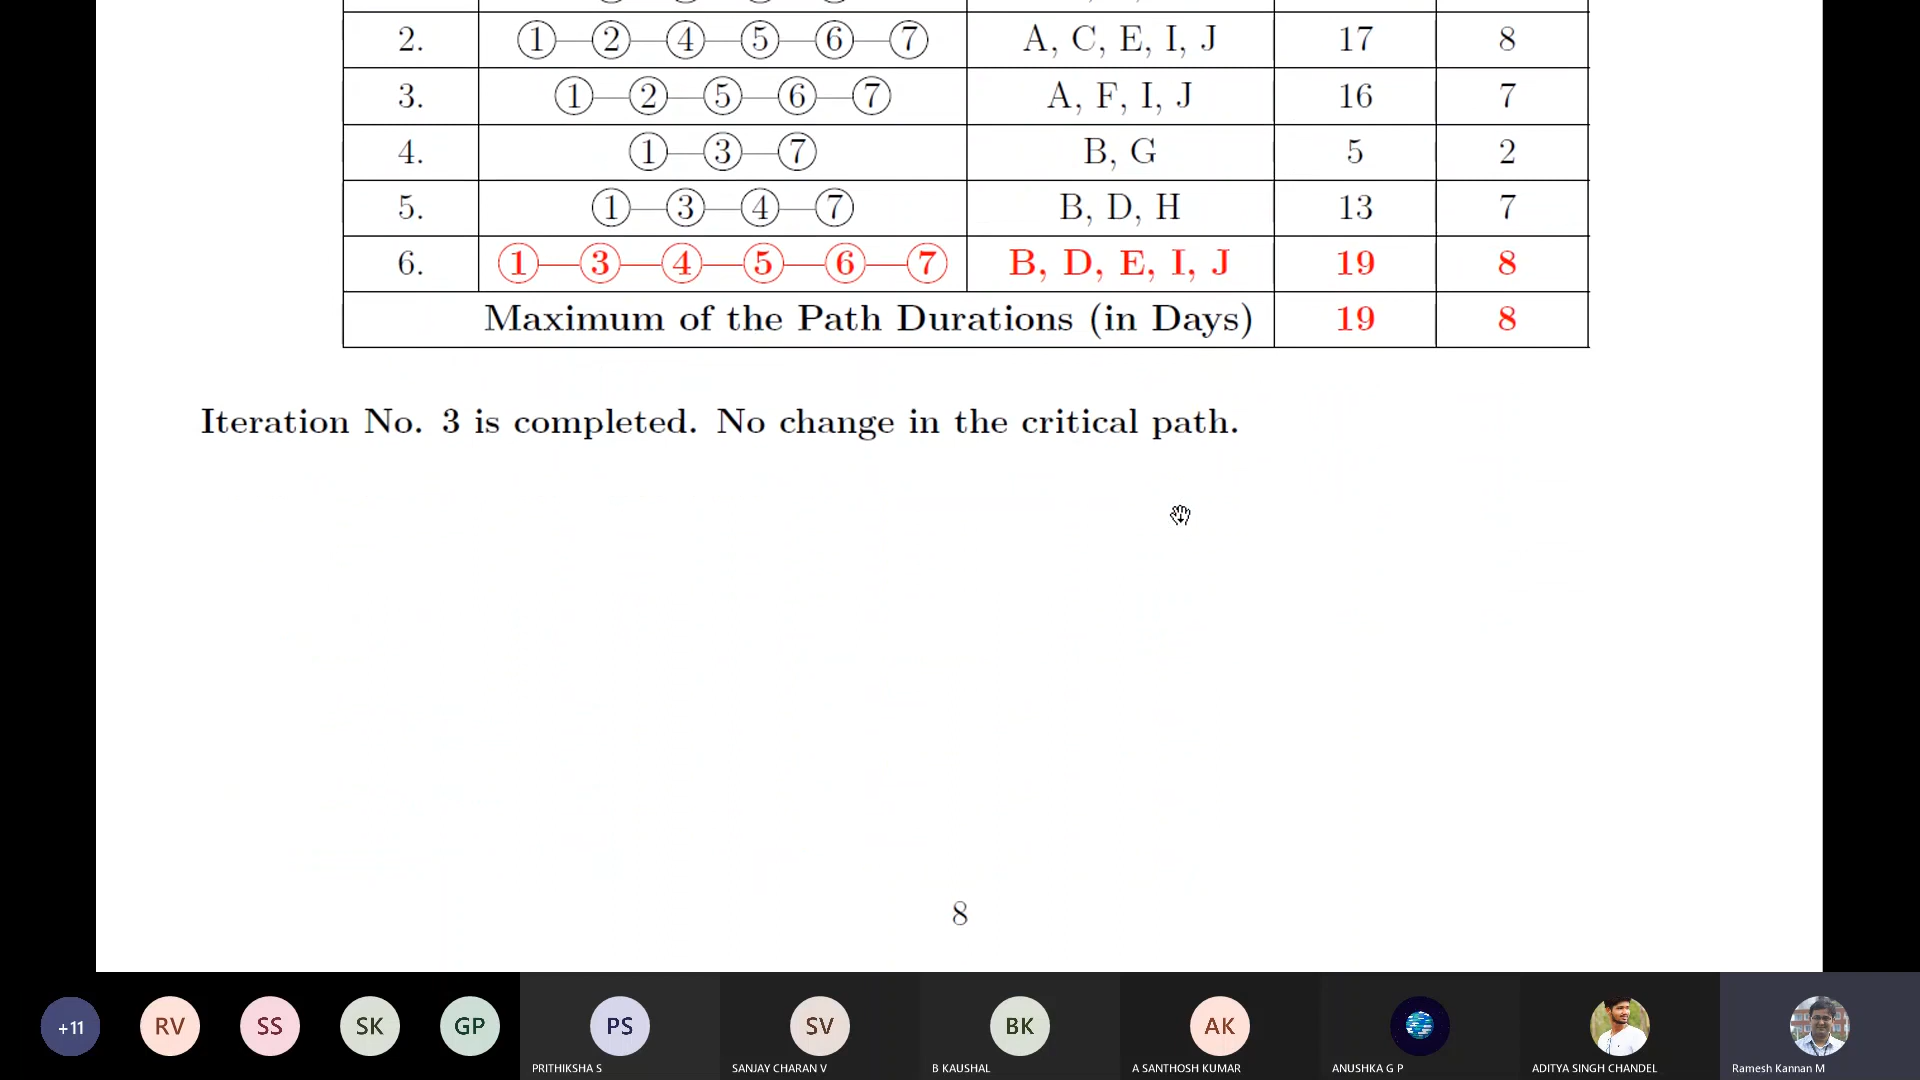 2. 1 2 4 5 6 7 A, C, E, I, J 17 8
3. 1 2 5 6 7 A, F, I, J 16 7
4. 1 3 7 B, G 5 2
5. 1 3 4 7 B, D, H 13 7
6. 1 3 4 5 6 7 B, D, E, I, J 19 8
Maximum of the Path Durations (in Days) 19 8
Iteration No. 3 is completed. No change in the critical path.
8
+11 RV SS SK GP PS SV BK AK
PRITHIKSHA S SANJAY CHARAN V B KAUSHAL A SANTHOSH KUMAR ANUSHKA G P ADITYA SINGH CHANDEL Ramesh Kannan M